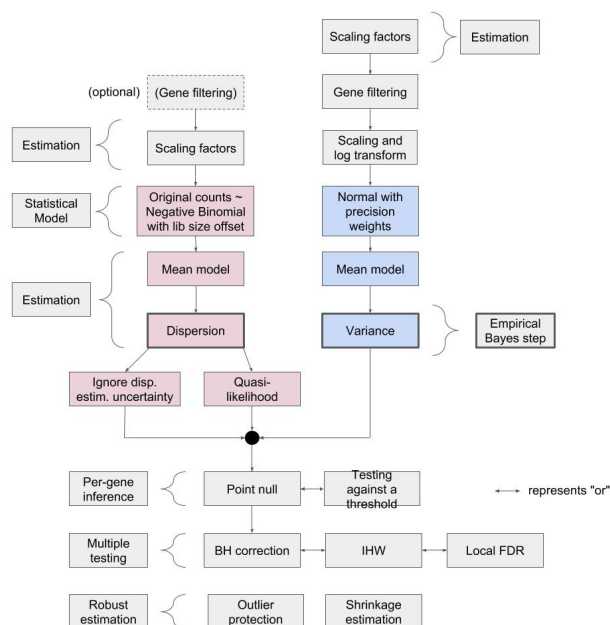 Scaling factors
Estimation
(optional)
(Gene filtering)
Gene filtering
Estimation
Scaling factors
Scaling and
log transform
Statistical
Model
Original counts ~
Negative Binomial
with lib size offset
Normal with
precision
weights
Estimation
Mean model
Mean model
Dispersion
Variance
Empirical
Bayes step
Ignore disp.
estim. uncertainty
Quasi-
likelihood
Per-gene
inference
Point null
Testing
against a
threshold
represents "or"
Multiple
testing
BH correction
IHW
Local FDR
Robust
estimation
Outlier
protection
Shrinkage
estimation